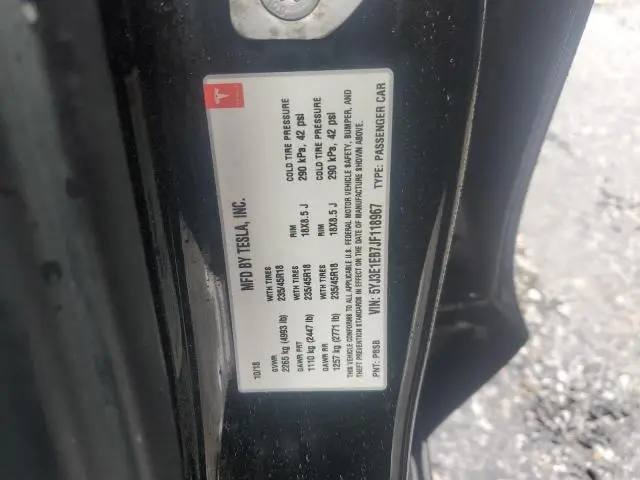 10/18
MFD BY TESLA, INC.
GVWR
2265 kg (4993 lb)
WITH TIRES
235/45R18
RIM
18X8.5 J
COLD TIRE PRESSURE
290 kPa, 42 psi
GAWR FRT
1110 kg (2447 lb)
WITH TIRES
235/45R18
RIM
18X8.5 J
COLD TIRE PRESSURE
290 kPa, 42 psi
GAWR RR
1257 kg (2771 lb)
WITH TIRES
235/45R18
THIS VEHICLE CONFORMS TO ALL APPLICABLE U.S. FEDERAL MOTOR VEHICLE SAFETY, BUMPER, AND
THEFT PREVENTION STANDARDS IN EFFECT ON THE DATE OF MANUFACTURE SHOWN ABOVE.
VIN: 5YJ3E1EB7JF118967
PNT: PBSB
TYPE: PASSENGER CAR